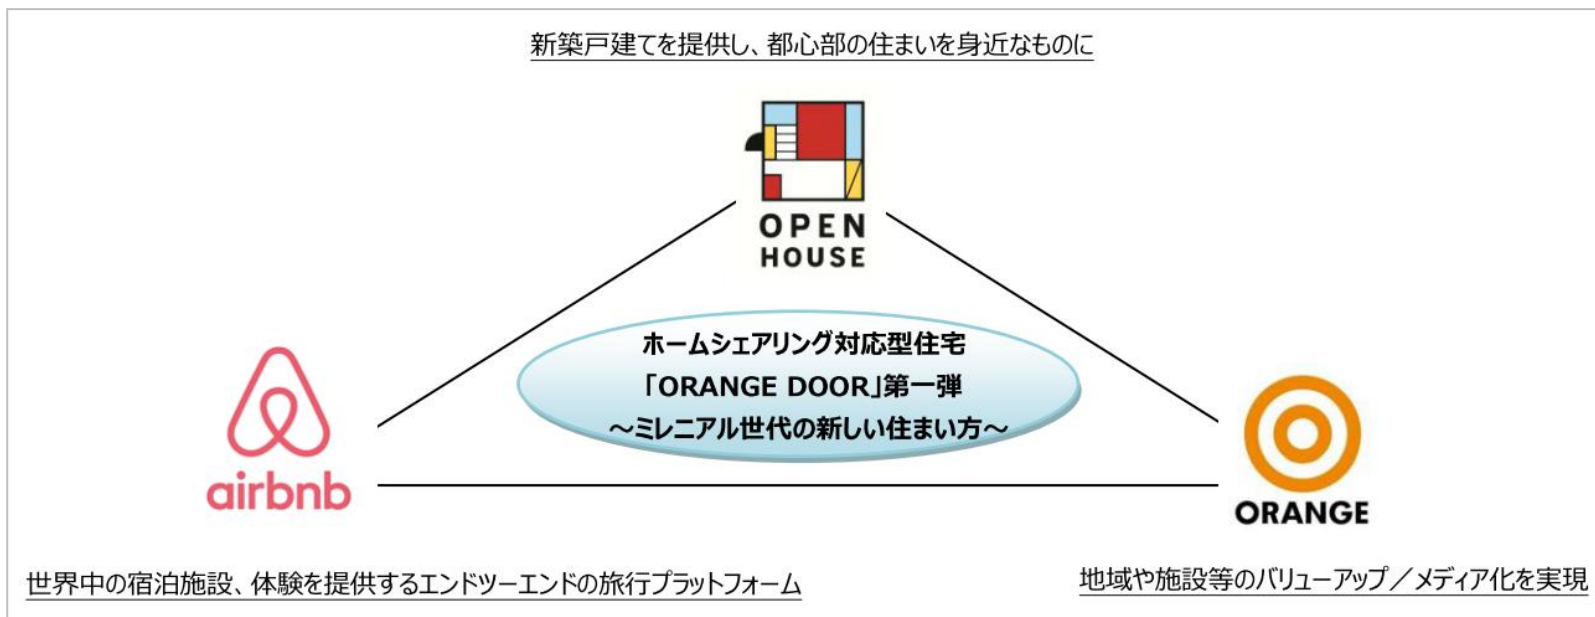 新築戸建てを提供し、都心部の住まいを身近なものに
OPEN
HOUSE
ホームシェアリング対応型住宅
「ORANGE DOOR」第一弾
～ミレニアル世代の新しい住まい方～
airbnb
ORANGE
世界中の宿泊施設、体験を提供するエンドツーエンドの旅行プラットフォーム
地域や施設等のバリューアップ／メディア化を実現